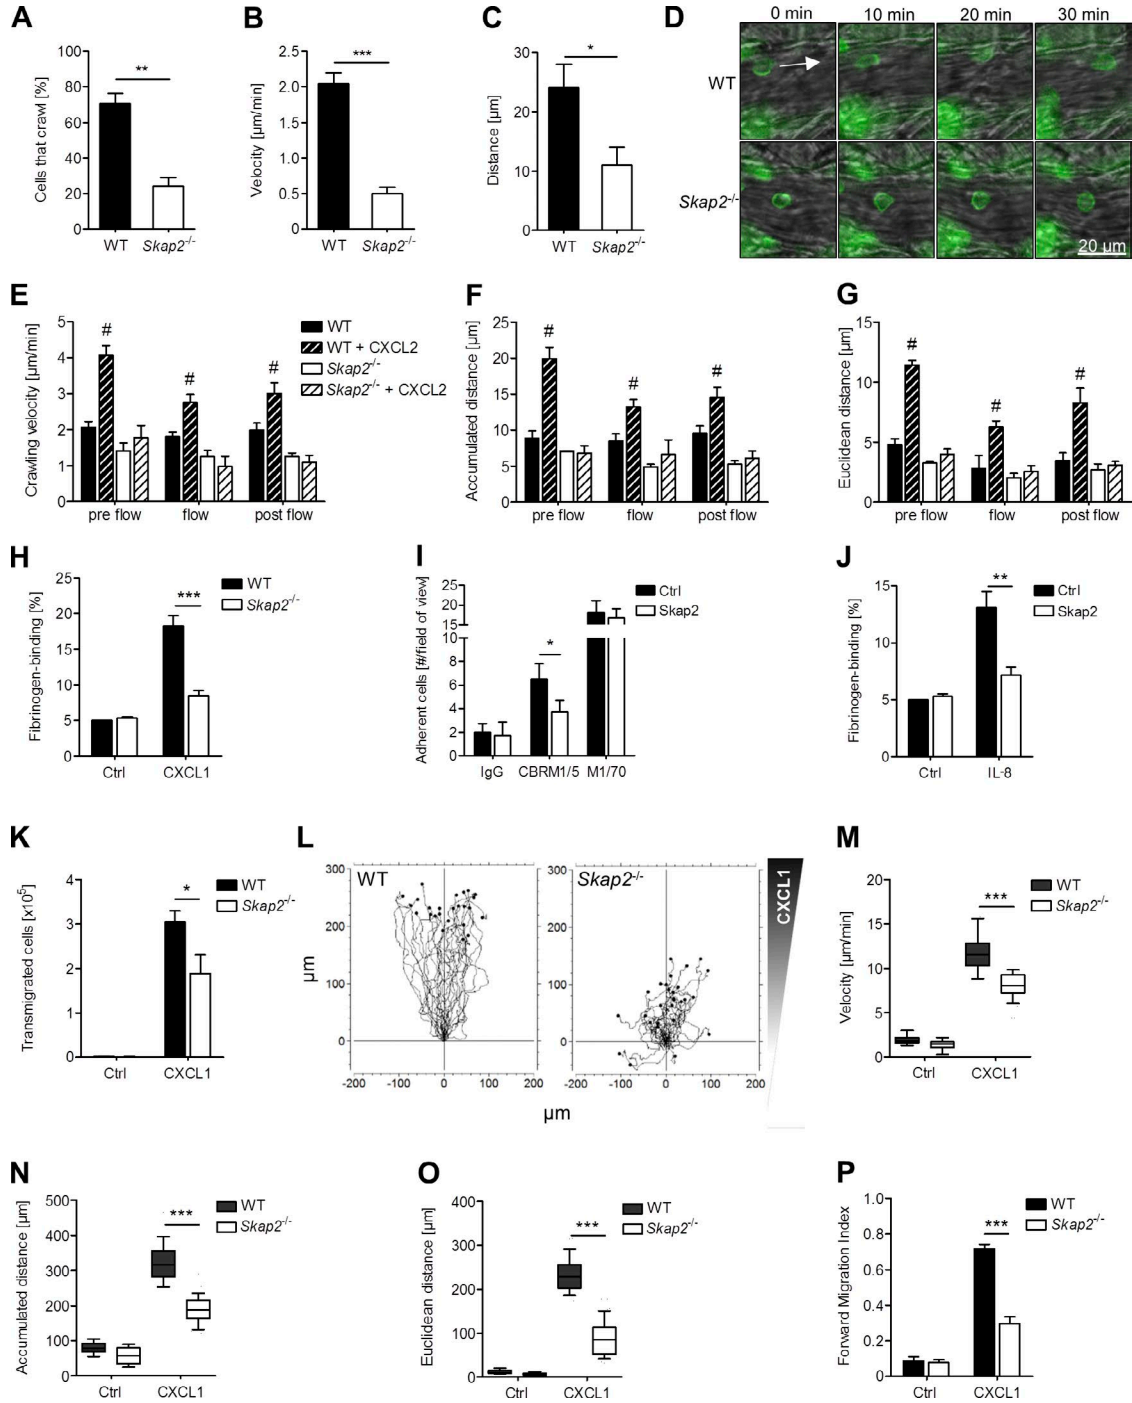 A
Cells that crawl [%]
100
80
60
40
20
0
**
WT
Skap2-/-
B
Velocity [µm/min]
2.5
2.0
1.5
1.0
0.5
0.0
***
WT
Skap2-/-
C
Distance [µm]
30
20
10
0
*
WT
Skap2-/-
D
0 min 10 min 20 min 30 min
WT
Skap2-/-
20 µm
E
Crawling velocity [µm/min]
5
4
3
2
1
0
# # #
pre flow flow post flow
WT
WT + CXCL2
Skap2-/-
Skap2-/- + CXCL2
F
Accumulated distance [µm]
25
20
15
10
5
0
# # #
pre flow flow post flow
G
Euclidean distance [µm]
15
10
5
0
# # #
pre flow flow post flow
H
Fibrinogen-binding [%]
25
20
15
10
5
0
***
Ctrl CXCL1
WT
Skap2-/-
I
Adherent cells [#/field of view]
25
20
15
10
8
6
4
2
0
*
IgG CBRM1/5 M1/70
Ctrl
Skap2
J
Fibrinogen-binding [%]
15
10
5
0
**
Ctrl IL-8
Ctrl
Skap2
K
Transmigrated cells [x10⁵]
4
3
2
1
0
*
Ctrl CXCL1
WT
Skap2-/-
L
µm
300
200
100
0
WT
-200 -100 0 100 200
300
200
100
0
Skap2-/-
-200 -100 0 100 200
µm
CXCL1
M
Velocity [µm/min]
20
15
10
5
0
***
Ctrl CXCL1
WT
Skap2-/-
N
Accumulated distance [µm]
500
400
300
200
100
0
***
Ctrl CXCL1
WT
Skap2-/-
O
Euclidean distance [µm]
400
300
200
100
0
***
Ctrl CXCL1
WT
Skap2-/-
P
Forward Migration Index
1.0
0.8
0.6
0.4
0.2
0
***
Ctrl CXCL1
WT
Skap2-/-